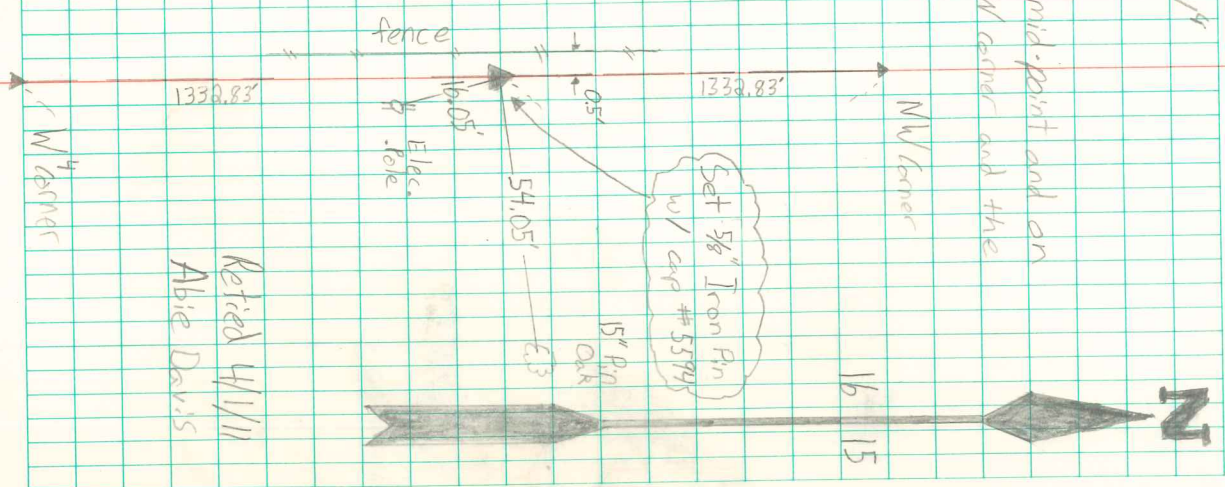 1/4
mid-point and on
W corner and the
NW Corner
1332.83'
fence
0.5'
16.05'
Elec.
Pole
54.05'
Set 5/8" Iron Pin
w/ cap #5594
15" Pin
Oak
1332.83'
W4 Corner
Retied 4/1/11
Abie Davis
N
16 15